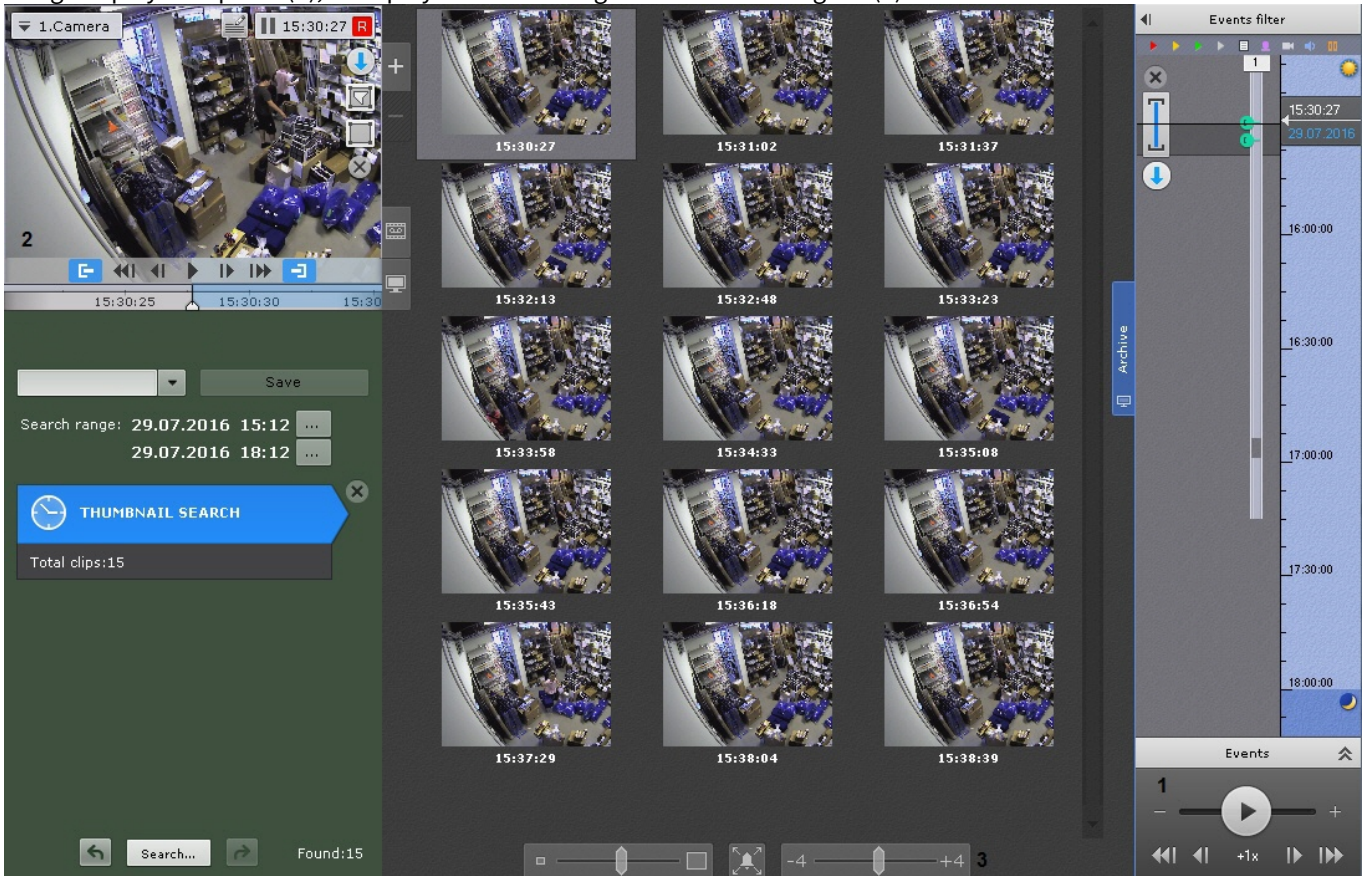 1.Camera
15:30:27 R
2
15:30:25 15:30:30 15:30
Save
Search range: 29.07.2016 15:12 ...
29.07.2016 18:12 ...
THUMBNAIL SEARCH
Total clips:15
Search...
Found:15
15:30:27 15:31:02 15:31:37
15:32:13 15:32:48 15:33:23
15:33:58 15:34:33 15:35:08
15:35:43 15:36:18 15:36:54
15:37:29 15:38:04 15:38:39
-4 +4 3
Archive
Events filter
1
15:30:27
29.07.2016
16:00:00
16:30:00
17:00:00
17:30:00
18:00:00
Events
1
- +
+1x